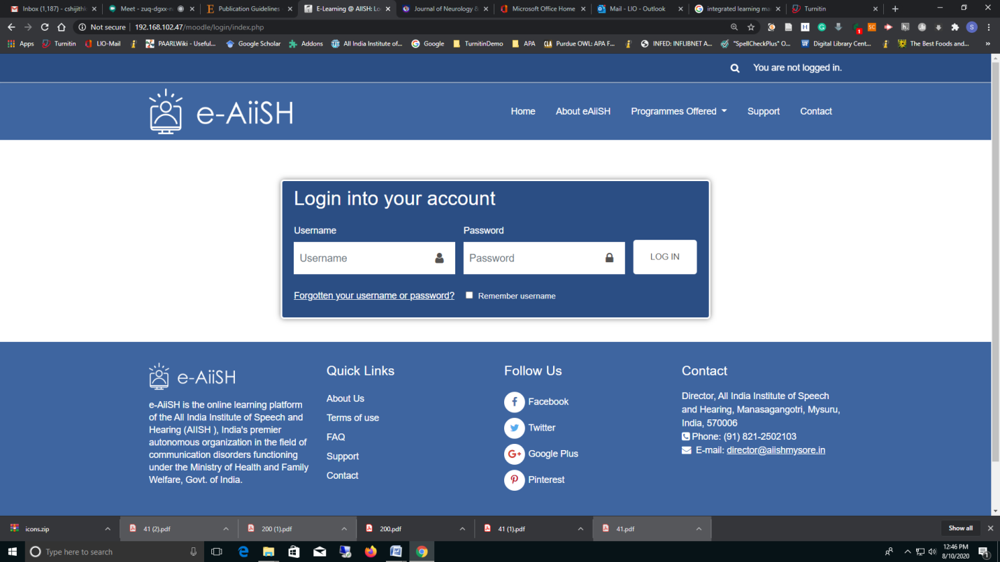 Inbox (1,187) - cshijithk
Meet - zuq-dgxx-n
Publication Guidelines
E-Learning @ AIISH: Lo
Journal of Neurology &
Microsoft Office Home
Mail - LIO - Outlook
integrated learning ma
Turnitin
Not secure 192.168.102.47/moodle/login/index.php
Apps
Turnitin
LIO-Mail
PAARLWiki - Useful...
Google Scholar
Addons
All India Institute of...
Google
TurnitinDemo
APA
Purdue OWL: APA F...
INFED: INFLIBNET A...
"SpellCheckPlus" O...
Digital Library Cent...
The Best Foods and...
You are not logged in.
e-AiiSH
Home
About eAiiSH
Programmes Offered
Support
Contact
Login into your account
Username
Password
Username
Password
LOG IN
Forgotten your username or password?
Remember username
e-AiiSH
e-AiiSH is the online learning platform
of the All India Institute of Speech and
Hearing (AIISH ), India's premier
autonomous organization in the field of
communication disorders functioning
under the Ministry of Health and Family
Welfare, Govt. of India.
Quick Links
About Us
Terms of use
FAQ
Support
Contact
Follow Us
Facebook
Twitter
Google Plus
Pinterest
Contact
Director, All India Institute of Speech
and Hearing, Manasagangotri, Mysuru,
India, 570006
Phone: (91) 821-2502103
E-mail: director@aiishmysore.in
icons.zip
41 (2).pdf
200 (1).pdf
200.pdf
41 (1).pdf
41.pdf
Show all
Type here to search
12:46 PM
8/10/2020